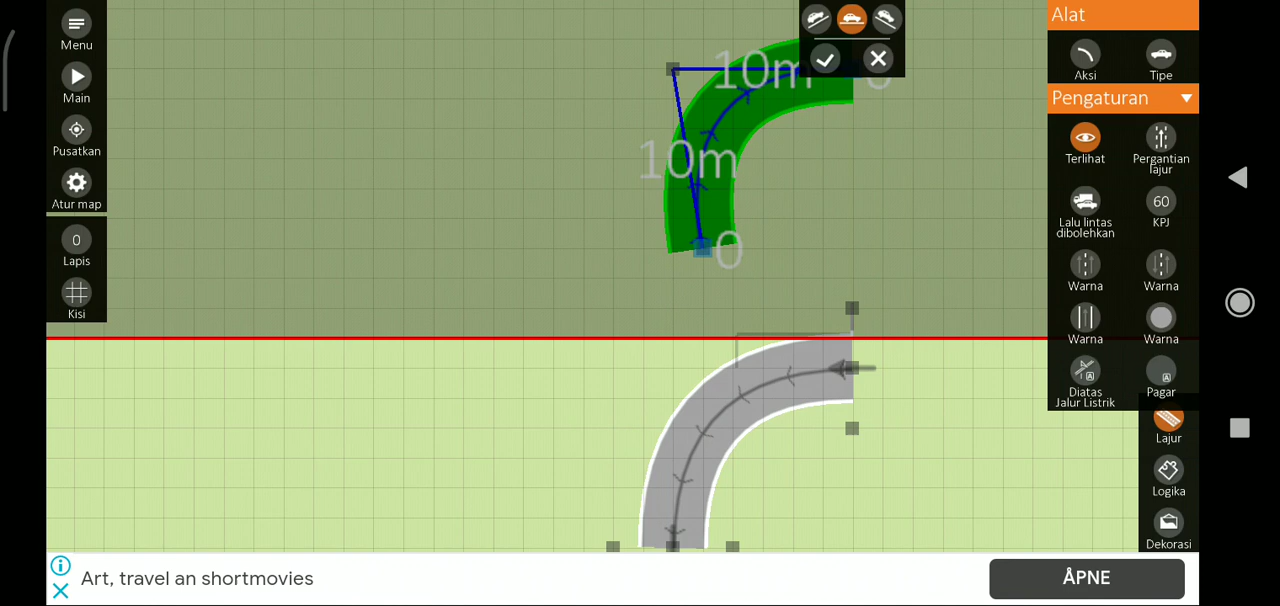 Menu
Main
Pusatkan
Atur map
0
Lapis
Kisi
10m
0
10m
0
Alat
Aksi
Tipe
Pengaturan
Terlihat
Pergantian
lajur
Lalu lintas
dibolehkan
60
KPJ
Warna
Warna
Warna
Warna
A
Diatas
Jalur Listrik
A
Pagar
Lajur
Logika
Dekorasi
Art, travel an shortmovies
ÅPNE